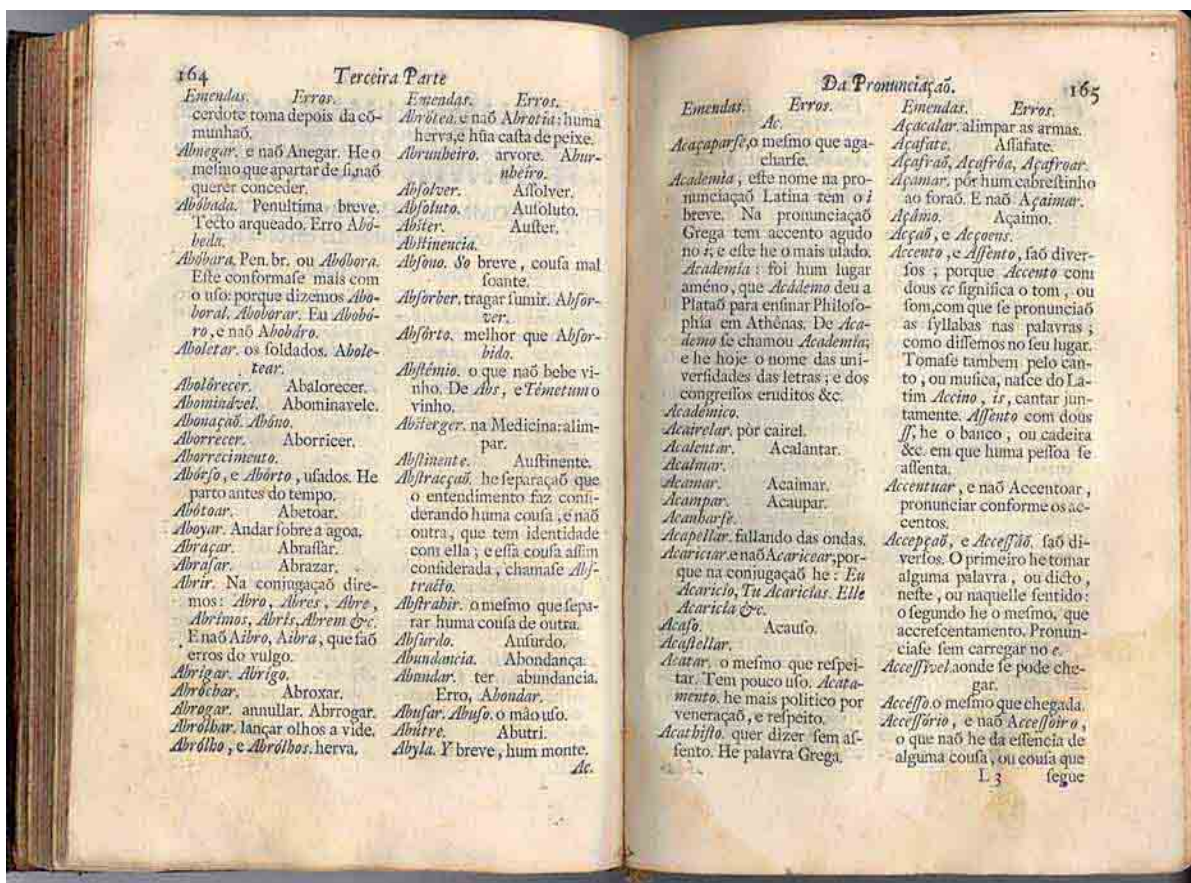 164 Terceira Parte
Emendas. Erros.
cerdote toma depois da cõ-
munhaõ.
Abnegar. e naõ Anegar. He o
meſmo que apartar de ſi, naõ
querer conceder.
Abóbada. Penultima breve.
Tecto arqueado. Erro Abó-
beda.
Abóbara. Pen. br. ou Abóbora.
Eſte conformaſe mais com
o uſo: porque dizemos Abo-
boral. Aboborar. Eu Abobó-
ro, e naõ Abobáro.
Aboletar. os ſoldados. Abole-
tear.
Abolôrecer. Abalorecer.
Abominável. Abominavele.
Abonaçaõ. Abóno.
Aborrecer. Aborricer.
Aborrecimento.
Abórſo, e Abórto, uſados. He
parto antes do tempo.
Abótoar. Abetoar.
Aboyar. Andar ſobre a agoa.
Abraçar. Abraſſar.
Abraſar. Abrazar.
Abrir. Na conjugaçaõ dire-
mos: Abro, Abres, Abre,
Abrîmos, Abrîs, Abrem &c.
E naõ Aibro, Aibra, que ſaõ
erros do vulgo.
Abrigar. Abrigo.
Abróchar. Abroxar.
Abrogar. annullar. Abrrogar.
Abrólhar. lançar olhos a vide.
Abrólho, e Abrólhos. herva.
Emendas. Erros.
Abrótea. e naõ Abrotia: huma
herva, e hũa caſta de peixe.
Abrunheiro. arvore. Abur-
nheiro.
Abſolver. Aſſolver.
Abſoluto. Auſoluto.
Abſter. Auſter.
Abſtinencia.
Abſono. So breve, couſa mal
ſoante.
Abſorber. tragar ſumir. Abſor-
ver.
Abſôrto. melhor que Abſor-
bido.
Abſtémio. o que naõ bebe vi-
nho. De Abs, e Témetum o
vinho.
Abſterger. na Medicina: alim-
par.
Abſtinente. Auſtinente.
Abſtracçaõ. he ſeparaçaõ que
o entendimento faz conſi-
derando huma couſa, e naõ
outra, que tem identidade
com ella; e eſſa couſa aſſim
conſiderada, chamaſe Abſ-
tracto.
Abſtrahir. o meſmo que ſepa-
rar huma couſa de outra.
Abſurdo. Auſurdo.
Abundancia. Abondança.
Abundar. ter abundancia.
Erro, Abondar.
Abuſar. Abuſo. o mào uſo.
Abûtre. Abutri.
Abyla. Y breve, hum monte.
Ac.
Da Pronunciaçaõ. 165
Emendas. Erros.
Ac.
Acaçaparſe, o meſmo que aga-
charſe.
Academia, eſte nome na pro-
nunciaçaõ Latina tem o i
breve. Na pronunciaçaõ
Grega tem accento agudo
no i; e eſte he o mais uſado.
Academía: foi hum lugar
améno, que Acádemo deu a
Plataõ para enſinar Philoſo-
phia em Athênas. De Aca-
demo ſe chamou Academía;
e he hoje o nome das uni-
verſidades das letras; e dos
congreſſos eruditos &c.
Académico.
Acairelar. pòr cairel.
Acalentar. Acalantar.
Acalmar.
Acamar. Acaimar.
Acampar. Acaupar.
Acanharſe.
Acapellar. fallando das ondas.
Acariciar. e naõ Acaricear, por-
que na conjugaçaõ he: Eu
Acaricîo, Tu Acaricîas. Elle
Acaricîa &c.
Acaſo. Acauſo.
Acaſtellar.
Acatar. o meſmo que reſpei-
tar. Tem pouco uſo. Acata-
mento. he mais politico por
veneraçaõ, e reſpeito.
Acathiſto. quer dizer ſem aſ-
ſento. He palavra Grega.
Emendas. Erros.
Açacalar. alimpar as armas.
Açafate. Aſſafate.
Açafraõ, Açafrôa, Açafroar.
Açamar. pôr hum cabreſtinho
ao foraõ. E naõ Açaimar.
Açâmo. Açaimo.
Acçaõ, e Acçoens.
Accento, e Aſſento, ſaõ diver-
ſos; porque Accento com
dous cc ſignifica o tom, ou
ſom, com que ſe pronunciaõ
as ſyllabas nas palavras;
como diſſemos no ſeu lugar.
Tomaſe tambem pelo can-
to, ou muſica, naſce do La-
tim Accino, is, cantar jun-
tamente. Aſſento com dous
ſſ, he o banco, ou cadeira
&c. em que huma peſſoa ſe
aſſenta.
Accentuar, e naõ Accentoar,
pronunciar conforme os ac-
centos.
Accepçaõ, e Acceſſaõ. ſaõ di-
verſos. O primeiro he tomar
alguma palavra, ou dicto,
neſte, ou naquelle ſentido:
o ſegundo he o meſmo, que
accreſcentamento. Pronun-
ciaſe ſem carregar no e.
Acceſſîvel aonde ſe pode che-
gar.
Accéſſo. o meſmo que chegada.
Acceſſório, e naõ Acceſſoiro,
o que naõ he da eſſencia de
alguma couſa, ou couſa que
L 3 ſegue